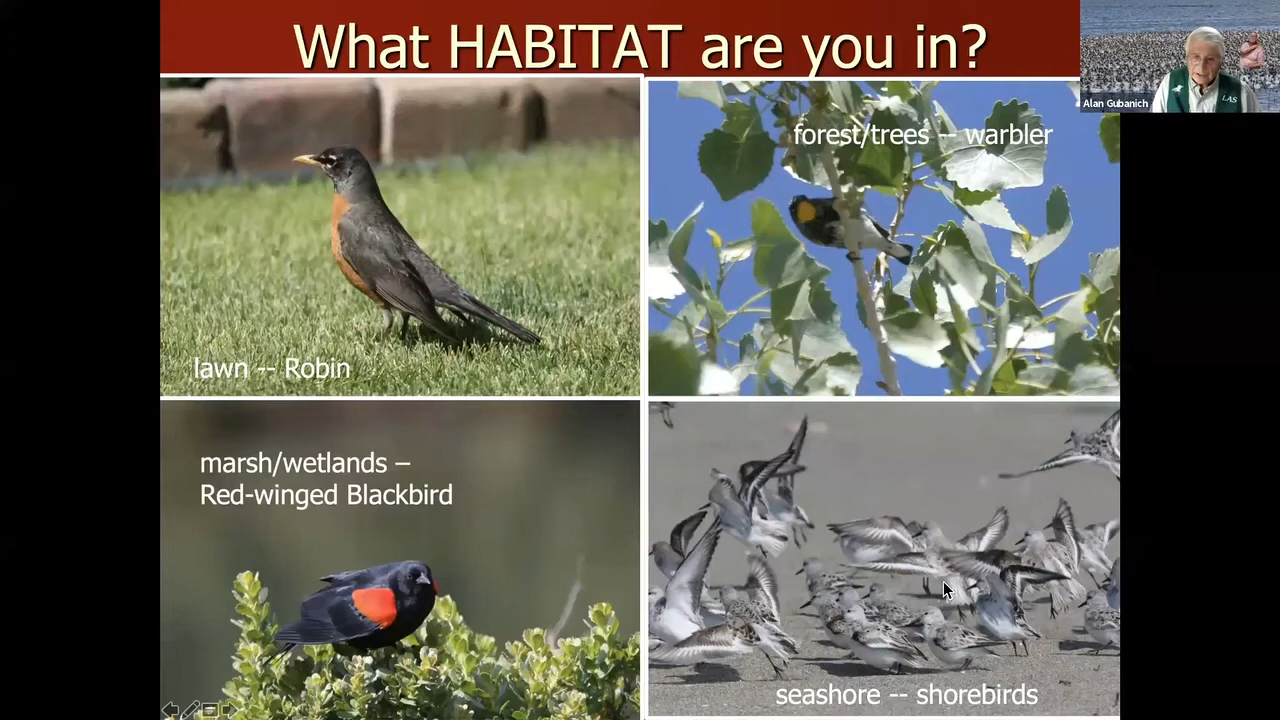 What HABITAT are you in?
LAS
Alan Gubanich
forest/trees -- warbler
lawn -- Robin
marsh/wetlands –
Red-winged Blackbird
seashore -- shorebirds